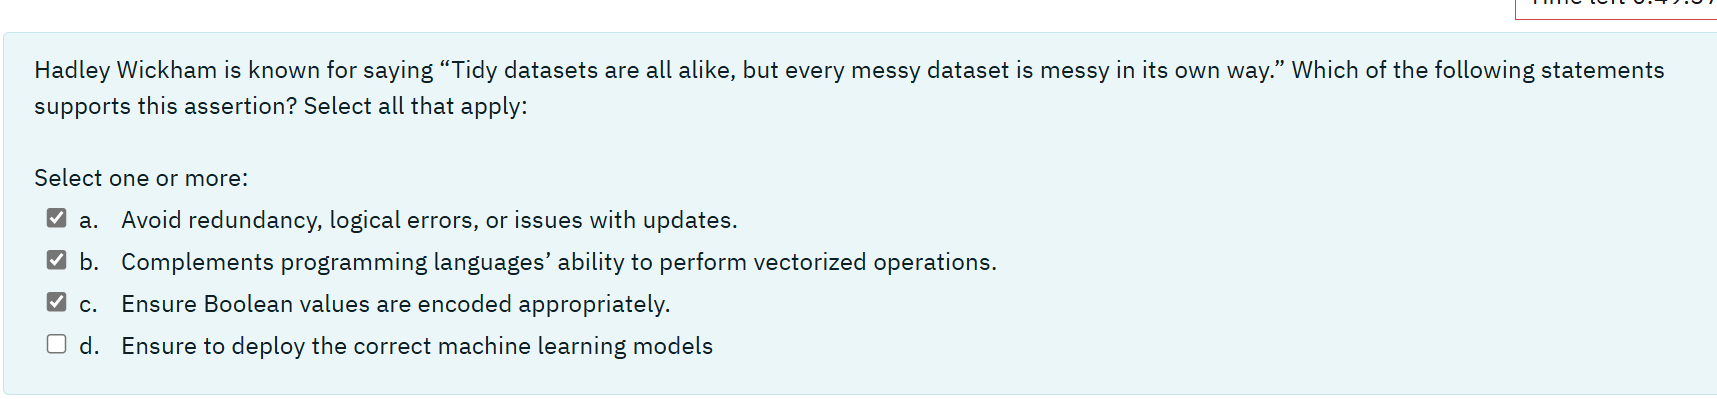 Hadley Wickham is known for saying “Tidy datasets are all alike, but every messy dataset is messy in its own way.” Which of the following statements
supports this assertion? Select all that apply:
Select one or more:
a. Avoid redundancy, logical errors, or issues with updates.
b. Complements programming languages’ ability to perform vectorized operations.
c. Ensure Boolean values are encoded appropriately.
d. Ensure to deploy the correct machine learning models